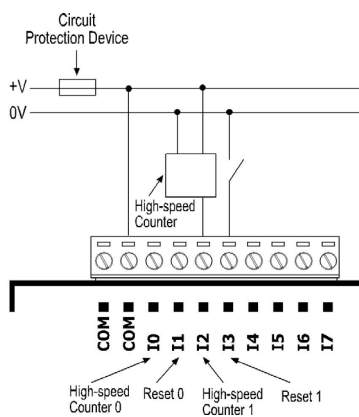 Circuit
Protection Device
+V
0V
High-speed
Counter
COM COM I0 I1 I2 I3 I4 I5 I6 I7
High-speed
Counter 0
Reset 0
High-speed
Counter 1
Reset 1